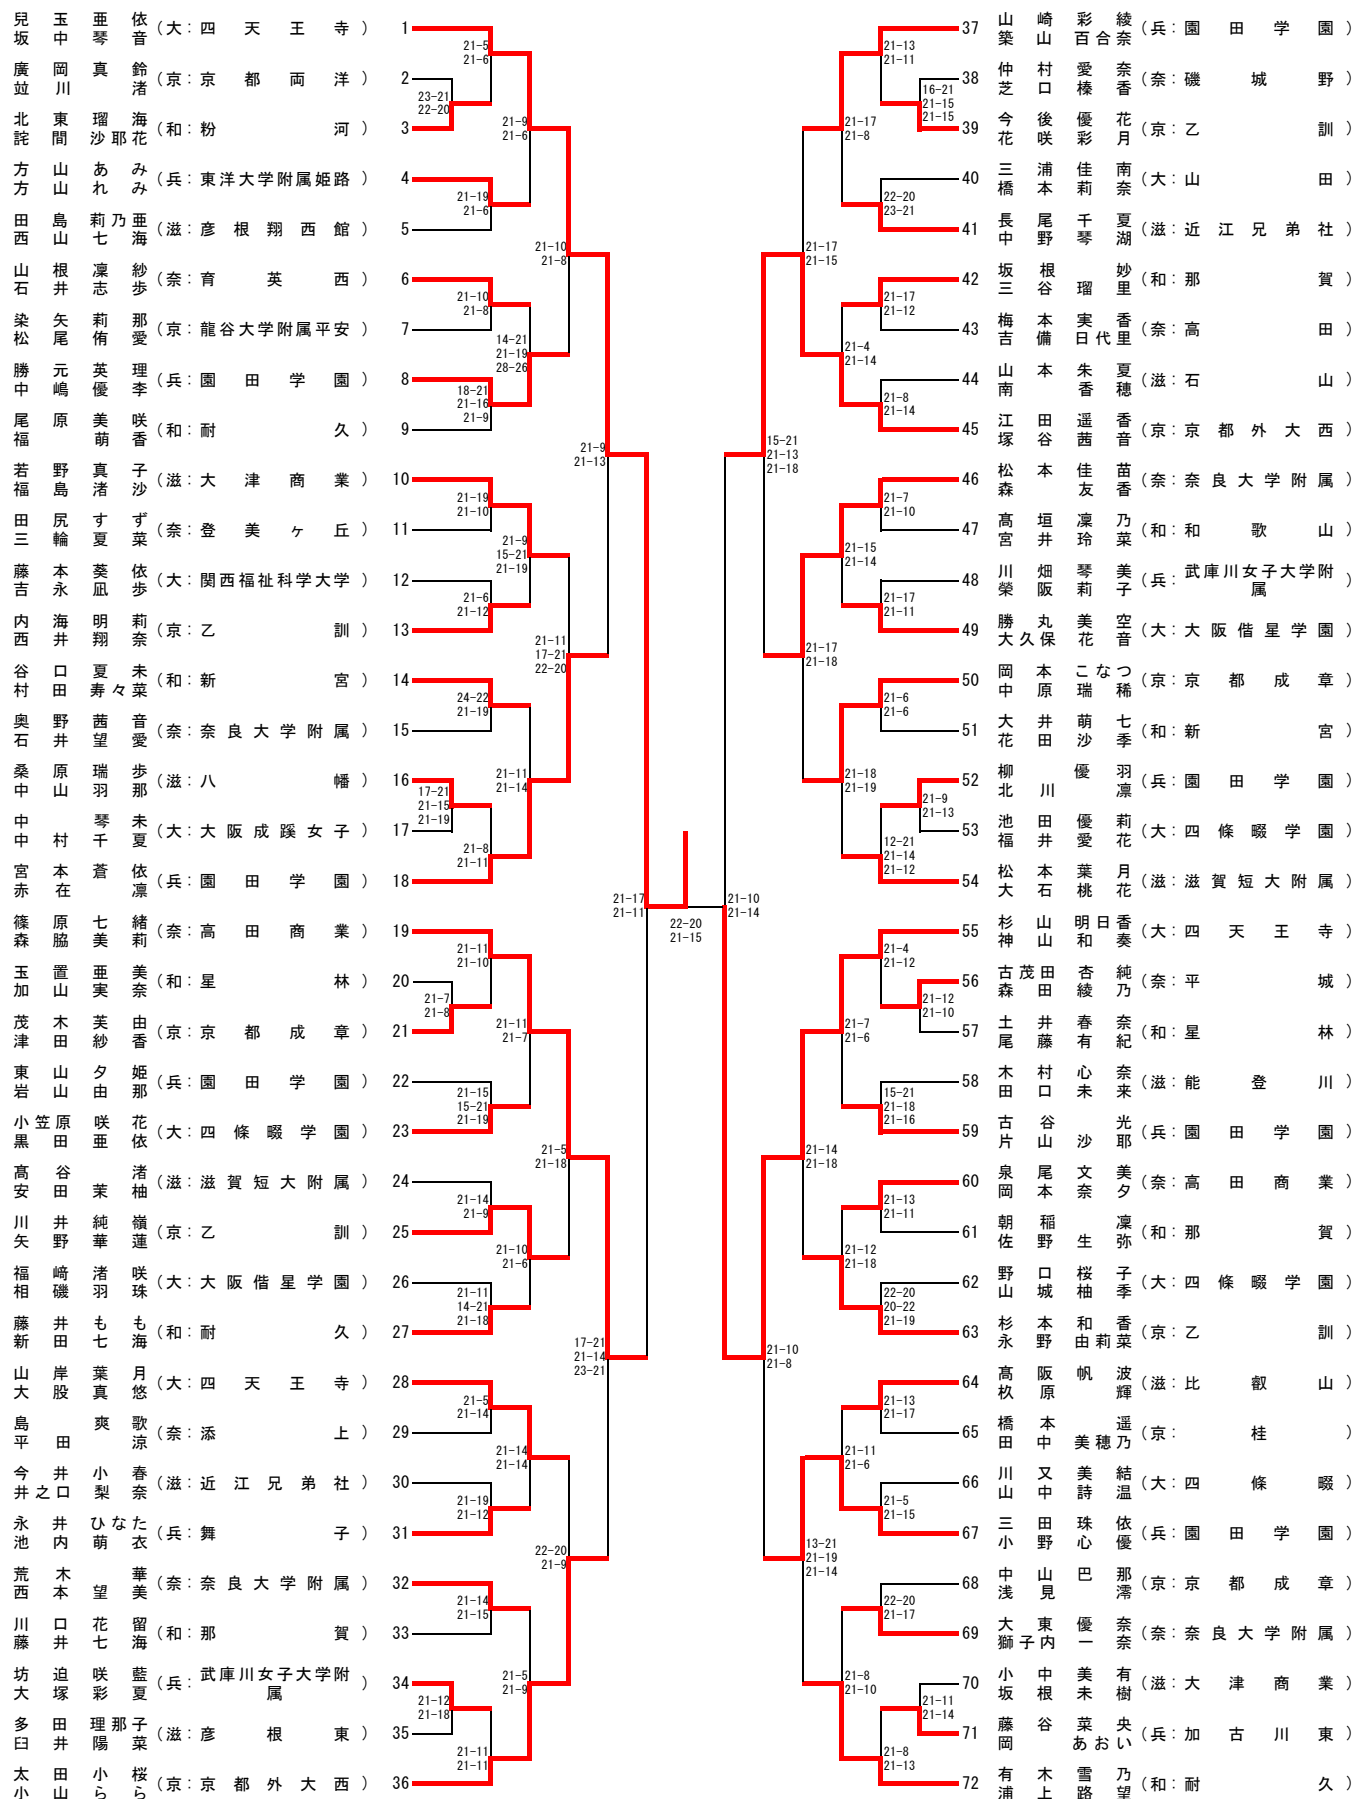 兒玉亜依
坂中琴音 (大：四天王寺) 1
廣岡真鈴
竝川渚 (京：京都両洋) 2
北東瑠海
詫間沙耶花 (和：粉河) 3
方山あみ
方山れみ (兵：東洋大学附属姫路) 4
田島莉乃亜
西山七海 (滋：彦根翔西館) 5
山根凜紗
石井志歩 (奈：育英西) 6
染矢莉那
松尾侑愛 (京：龍谷大学附属平安) 7
勝元英理
中嶋優李 (兵：園田学園) 8
尾原美咲
福萌香 (和：耐久) 9
若野真子
福島渚沙 (滋：大津商業) 10
田尻すず
三輪夏菜 (奈：登美ヶ丘) 11
藤本葵依
吉永凪歩 (大：関西福祉科学大学) 12
内海明莉
西井翔奈 (京：乙訓) 13
谷口夏未
村田寿々菜 (和：新宮) 14
奥野茜音
石井望愛 (奈：奈良大学附属) 15
桑原瑞歩
中山羽那 (滋：八幡) 16
中琴未
中村千夏 (大：大阪成蹊女子) 17
宮本蒼依
赤在凛 (兵：園田学園) 18
篠原七緒
森脇美莉 (奈：高田商業) 19
玉置亜美
加山実奈 (和：星林) 20
茂木芙由
津田紗香 (京：京都成章) 21
東山夕姫
岩山由那 (兵：園田学園) 22
小笠原咲花
黒田亜依 (大：四條畷学園) 23
髙谷渚
安田茉柚 (滋：滋賀短大附属) 24
川井純嶺
矢野華蓮 (京：乙訓) 25
福﨑渚咲
相磯羽珠 (大：大阪偕星学園) 26
藤井もも
新田七海 (和：耐久) 27
山岸葉月
大股真悠 (大：四天王寺) 28
島爽歌
平田涼 (奈：添上) 29
今井小春
井之口梨奈 (滋：近江兄弟社) 30
永井ひなた
池内萌衣 (兵：舞子) 31
荒木華
西本望美 (奈：奈良大学附属) 32
川口花留
藤井七海 (和：那賀) 33
坊迫咲藍
大塚彩夏 (兵：武庫川女子大学附属) 34
多田理那子
臼井陽菜 (滋：彦根東) 35
太田小桜
小山らら (京：京都外大西) 36
21-5
21-6
23-21
22-20
21-9
21-6
21-19
21-6
21-10
21-8
21-10
21-8
14-21
21-19
28-26
18-21
21-16
21-9
21-9
21-13
21-19
21-10
21-9
15-21
21-19
21-6
21-12
21-11
17-21
22-20
24-22
21-19
21-11
21-14
17-21
21-15
21-19
21-8
21-11
21-17
21-11
21-11
21-10
21-7
21-8
21-11
21-7
21-15
15-21
21-19
21-5
21-18
21-14
21-9
21-10
21-6
21-11
14-21
21-18
17-21
21-14
23-21
21-5
21-14
21-14
21-14
21-19
21-12
22-20
21-9
21-14
21-15
21-5
21-9
21-12
21-18
21-11
21-11
22-20
21-15
37 山崎彩綾
築山百合奈 (兵：園田学園)
38 仲村愛奈
芝口榛香 (奈：磯城野)
39 今後優花
花咲彩月 (京：乙訓)
40 三浦佳南
橋本莉奈 (大：山田)
41 長尾千夏
中野琴湖 (滋：近江兄弟社)
42 坂根妙
三谷瑠里 (和：那賀)
43 梅本実香
吉備日代里 (奈：高田)
44 山本朱夏
南香穂 (滋：石山)
45 江田遥香
塚谷茜音 (京：京都外大西)
46 松本佳苗
森友香 (奈：奈良大学附属)
47 髙垣凜乃
宮井玲菜 (和：和歌山)
48 川畑琴美
榮阪莉子 (兵：武庫川女子大学附属)
49 勝丸美空
大久保花音 (大：大阪偕星学園)
50 岡本こなつ
中原瑞稀 (京：京都成章)
51 大井萌七
花田沙季 (和：新宮)
52 柳優羽
北川凛 (兵：園田学園)
53 池田優莉
福井愛花 (大：四條畷学園)
54 松本葉月
大石桃花 (滋：滋賀短大附属)
55 杉山明日香
神山和奏 (大：四天王寺)
56 古茂田杏純
森田綾乃 (奈：平城)
57 土井春奈
尾藤有紀 (和：星林)
58 木村心奈
田口未来 (滋：能登川)
59 古谷光
片山沙耶 (兵：園田学園)
60 泉尾文美
岡本奈夕 (奈：高田商業)
61 朝稲凜
佐野生弥 (和：那賀)
62 野口桜子
山城柚季 (大：四條畷学園)
63 杉本和香
永野由莉菜 (京：乙訓)
64 髙阪帆波
杦原輝 (滋：比叡山)
65 橋本遥
田中美穂乃 (京：桂)
66 川又美結
山中詩温 (大：四條畷)
67 三田珠依
小野心優 (兵：園田学園)
68 中山巴那
浅見澪 (京：京都成章)
69 大東優奈
獅子内一奈 (奈：奈良大学附属)
70 小中美有
坂根未樹 (滋：大津商業)
71 藤谷菜央
岡あおい (兵：加古川東)
72 有木雪乃
浦上路望 (和：耐久)
21-13
21-11
16-21
21-15
21-15
21-17
21-8
22-20
23-21
21-17
21-15
21-17
21-12
21-4
21-14
21-8
21-14
15-21
21-13
21-18
21-7
21-10
21-15
21-14
21-17
21-11
21-17
21-18
21-6
21-6
21-18
21-19
21-9
21-13
12-21
21-14
21-12
21-10
21-14
21-4
21-12
21-12
21-10
21-7
21-6
15-21
21-18
21-16
21-14
21-18
21-13
21-11
21-12
21-18
22-20
20-22
21-19
21-10
21-8
21-13
21-17
21-11
21-6
21-5
21-15
13-21
21-19
21-14
22-20
21-17
21-8
21-10
21-11
21-14
21-8
21-13